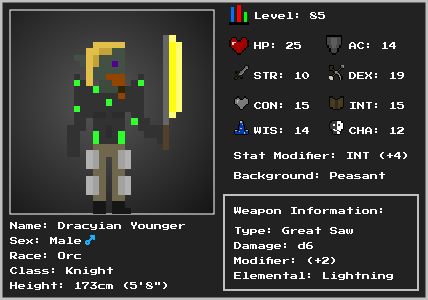 Level: 85
HP: 25
AC: 14
STR: 10
DEX: 19
CON: 15
INT: 15
WIS: 14
CHA: 12
Stat Modifier: INT (+4)
Background: Peasant
Name: Dracyian Younger
Sex: Male♂
Race: Orc
Class: Knight
Height: 173cm (5'8")
Weapon Information:
Type: Great Saw
Damage: d6
Modifier: (+2)
Elemental: Lightning